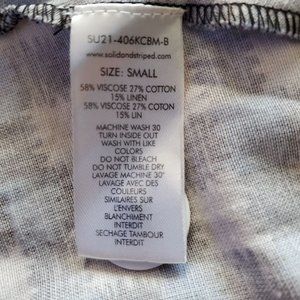 SU21-406KCBM-B
www.solidandstriped.com
SIZE: SMALL
58% VISCOSE 27% COTTON
15% LINEN
58% VISCOSE 27% COTTON
15% LIN
MACHINE WASH 30
TURN INSIDE OUT
WASH WITH LIKE
COLORS
DO NOT BLEACH
DO NOT TUMBLE DRY
LAVAGE MACHINE 30°
LAVAGE AVEC DES
COULEURS
SIMILAIRES SUR
L'ENVERS
BLANCHIMENT
INTERDIT
SECHAGE TAMBOUR
INTERDIT